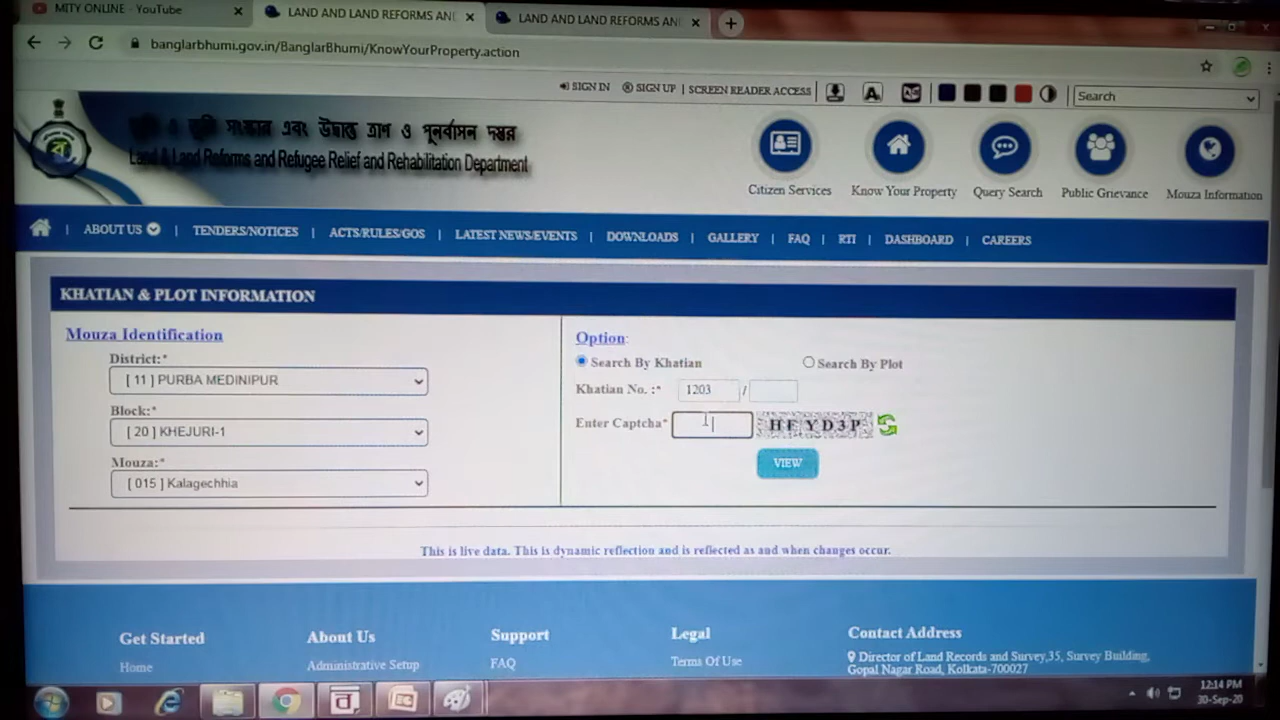 MITY ONLINE - YouTube
LAND AND LAND REFORMS AN
LAND AND LAND REFORMS AN
banglarbhumi.gov.in/BanglarBhumi/KnowYourProperty.action
SIGN IN SIGN UP | SCREEN READER ACCESS
A
Search
ও ভূমি সংস্কার এবং উদ্বাস্তু ত্রাণ ও পুনর্বাসন দপ্তর
Land & Land Reforms and Refugee Relief and Rehabilitation Department
Citizen Services
Know Your Property
Query Search
Public Grievance
Mouza Information
| ABOUT US | TENDERS/NOTICES | ACTS/RULES/GOS | LATEST NEWS/EVENTS | DOWNLOADS | GALLERY | FAQ | RTI | DASHBOARD | CAREERS
KHATIAN & PLOT INFORMATION
Mouza Identification
District:*
[ 11 ] PURBA MEDINIPUR
Block:*
[ 20 ] KHEJURI-1
Mouza:*
[ 015 ] Kalagechhia
Option:
Search By Khatian
Search By Plot
Khatian No. :* 1203 /
Enter Captcha* HEYD3P
VIEW
This is live data. This is dynamic reflection and is reflected as and when changes occur.
Get Started
Home
About Us
Administrative Setup
Support
FAQ
Legal
Terms Of Use
Contact Address
Director of Land Records and Survey,35, Survey Building,
Gopal Nagar Road, Kolkata-700027
12:14 PM
30-Sep-20